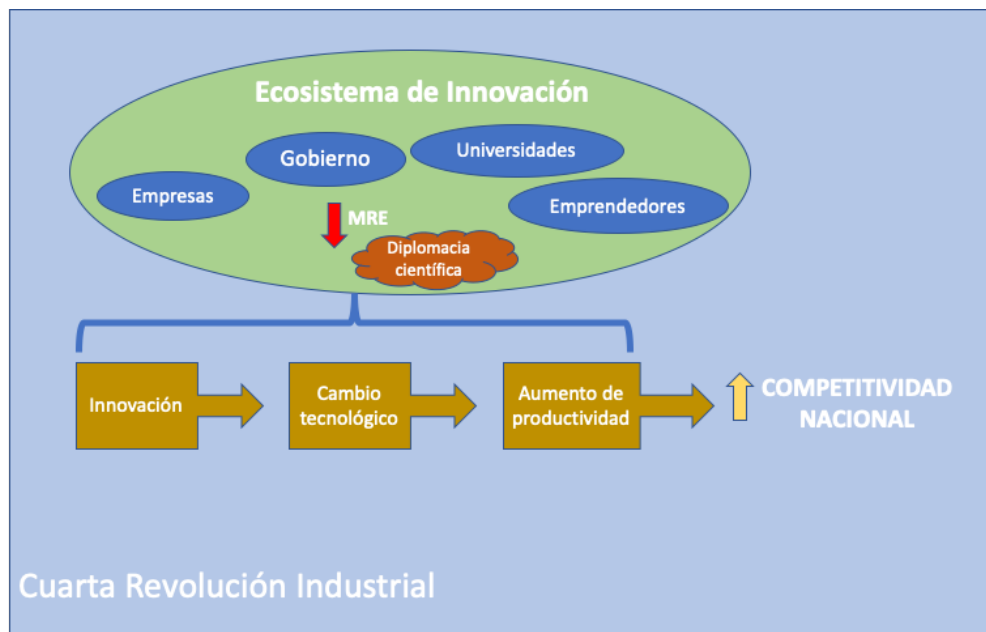 Ecosistema de Innovación
Gobierno
Universidades
Empresas
Emprendedores
MRE
Diplomacia
científica
Innovación
Cambio
tecnológico
Aumento de
productividad
COMPETITIVIDAD
NACIONAL
Cuarta Revolución Industrial